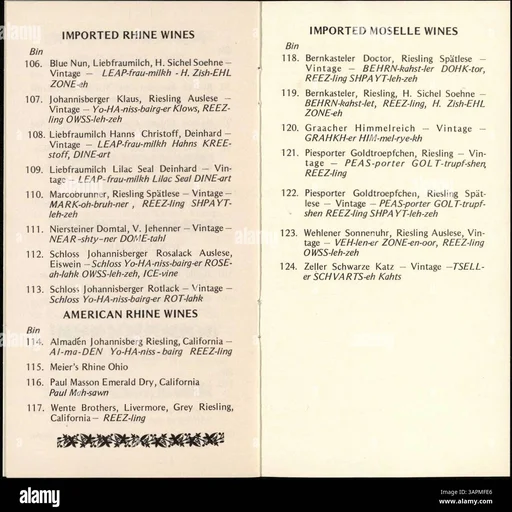 IMPORTED RHINE WINES
Bin
106. Blue Nun, Liebfraumilch, H. Sichel Soehne —
Vintage — LEAP-frau-milkh - H. Zish-EHL
ZONE-eh
107. Johannisberger Klaus, Riesling Auslese —
Vintage — Yo-HA-niss-bairg-er Klows, REEZ-
ling OWSS-leh-zeh
108. Liebfraumilch Hanns Christoff, Deinhard —
Vintage — LEAP-frau-milkh Hahns KREE-
stoff, DINE-art
109. Liebfraumilch Lilac Seal Deinhard — Vin-
tage — LEAP-frau-milkh Lilac Seal DINE-art
110. Marcobrunner, Riesling Spätlese — Vintage —
MARK-oh-bruh-ner , REEZ-ling SHPAYT-
leh-zeh
111. Niersteiner Domtal, V. Jehenner — Vintage —
NEAR-shty-ner DOME-tahl
112. Schloss Johannisberger Rosalack Auslese,
Eiswein — Schloss Yo-HA-niss-bairg-er ROSE-
ah-lahk OWSS-leh-zeh, ICE-vine
113. Schloss Johannisberger Rotlack — Vintage —
Schloss Yo-HA-niss-bairg-er ROT-lahk
AMERICAN RHINE WINES
Bin
114. Almadén Johannisberg Riesling, California —
Al-ma-DEN Yo-HA-niss-bairg REEZ-ling
115. Meier's Rhine Ohio
116. Paul Masson Emerald Dry, California
Paul Mah-sawn
117. Wente Brothers, Livermore, Grey Riesling,
California — REEZ-ling
IMPORTED MOSELLE WINES
Bin
118. Bernkasteler Doctor, Riesling Spätlese —
Vintage — BEHRN-kahst-ler DOHK-tor,
REEZ-ling SHPAYT-leh-zeh
119. Bernkasteler, Riesling, H. Sichel Soehne —
BEHRN-kahst-let, REEZ-ling, H. Zish-EHL
ZONE-eh
120. Graacher Himmelreich — Vintage —
GRAHKH-er HIM-mel-rye-kh
121. Piesporter Goldtroepfchen, Riesling — Vin-
tage — PEAS-porter GOLT-trupf-shen,
REEZ-ling
122. Piesporter Goldtroepfchen, Riesling Spät-
lese — Vintage — PEAS-porter GOLT-trupf-
shen REEZ-ling SHPAYT-leh-zeh
123. Wehlener Sonnenuhr, Riesling Auslese, Vin-
tage — VEH-len-er ZONE-en-oor, REEZ-ling
OWSS-leh-zeh
124. Zeller Schwarze Katz — Vintage —TSELL-
er SCHVARTS-eh Kahts
alamy
Image ID: 3APMFE6
www.alamy.com